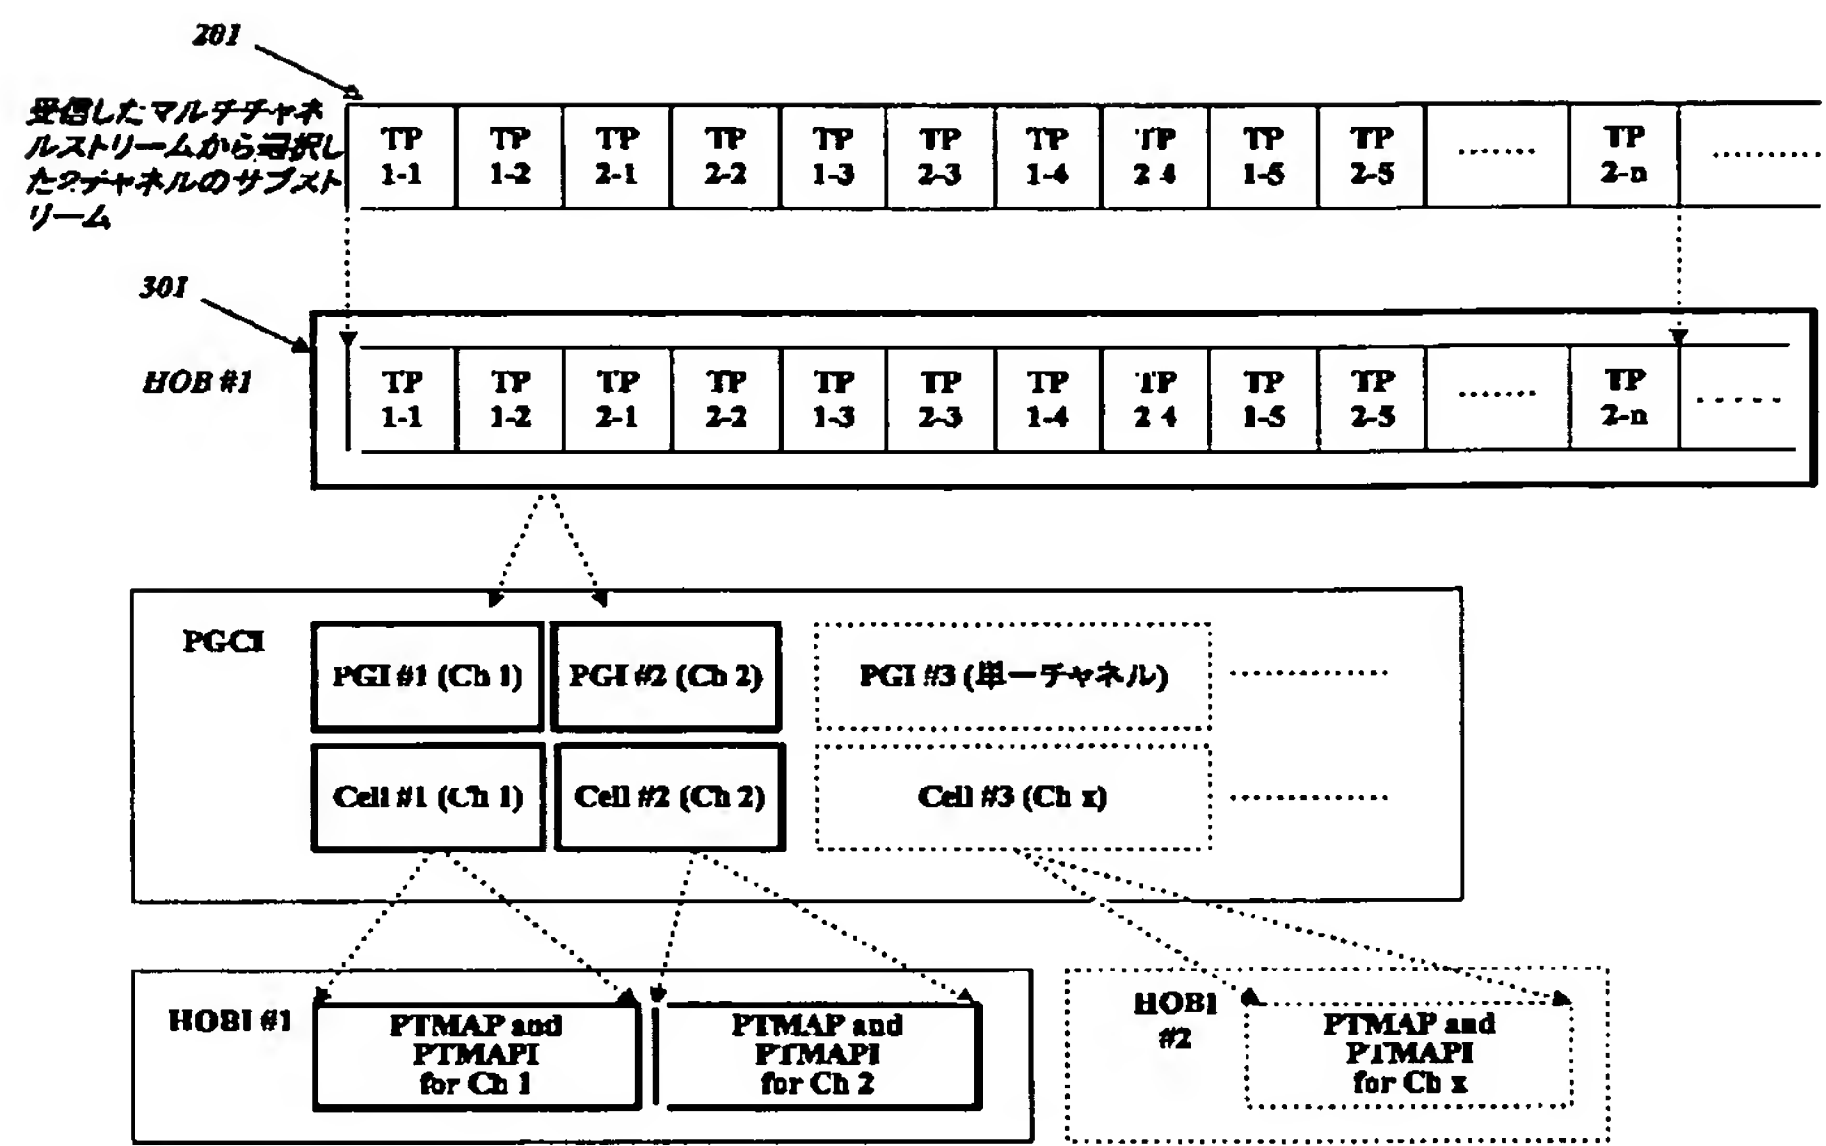 201
受信したマルチチャネ
ルストリームから選択し
た2チャネルのサブスト
リーム
TP 1-1 TP 1-2 TP 2-1 TP 2-2 TP 1-3 TP 2-3 TP 1-4 TP 2 4 TP 1-5 TP 2-5 ....... TP 2-n .........
301
HOB #1
TP 1-1 TP 1-2 TP 2-1 TP 2-2 TP 1-3 TP 2-3 TP 1-4 TP 2 4 TP 1-5 TP 2-5 ....... TP 2-n .....
PGCI
PGI #1 (Ch 1) PGI #2 (Ch 2) PGI #3 (単一チャネル)
Cell #1 (Ch 1) Cell #2 (Ch 2) Cell #3 (Ch x)
HOBI #1
PTMAP and
PTMAPI
for Ch 1
PTMAP and
PTMAPI
for Ch 2
HOBI
#2
PTMAP and
PTMAPI
for Ch x